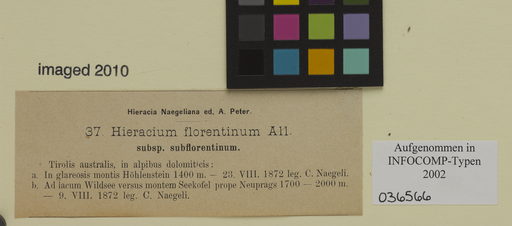 imaged 2010
Hieracia Naegeliana ed. A. Peter.
37 Hieracium florentinum All.
subsp. subflorentinum.
Tirolis australis, in alpibus dolomiticis:
a. In glareosis montis Höhlenstein 1400 m. — 23. VIII. 1872 leg. C. Naegeli.
b. Ad lacum Wildsee versus montem Seekofel prope Neuprags 1700 — 2000 m.
— 9. VIII. 1872 leg. C. Naegeli.
Aufgenommen in
INFOCOMP-Typen
2002
036566